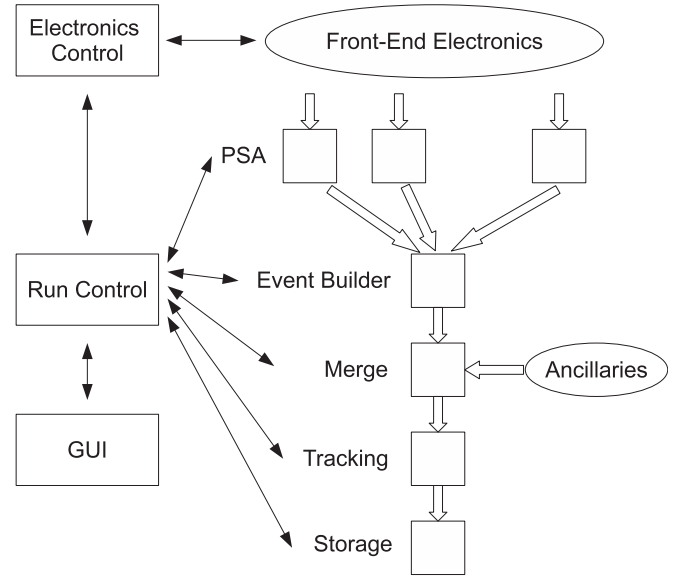 Electronics
Control
Front-End Electronics
PSA
Event Builder
Run Control
Merge
Ancillaries
GUI
Tracking
Storage